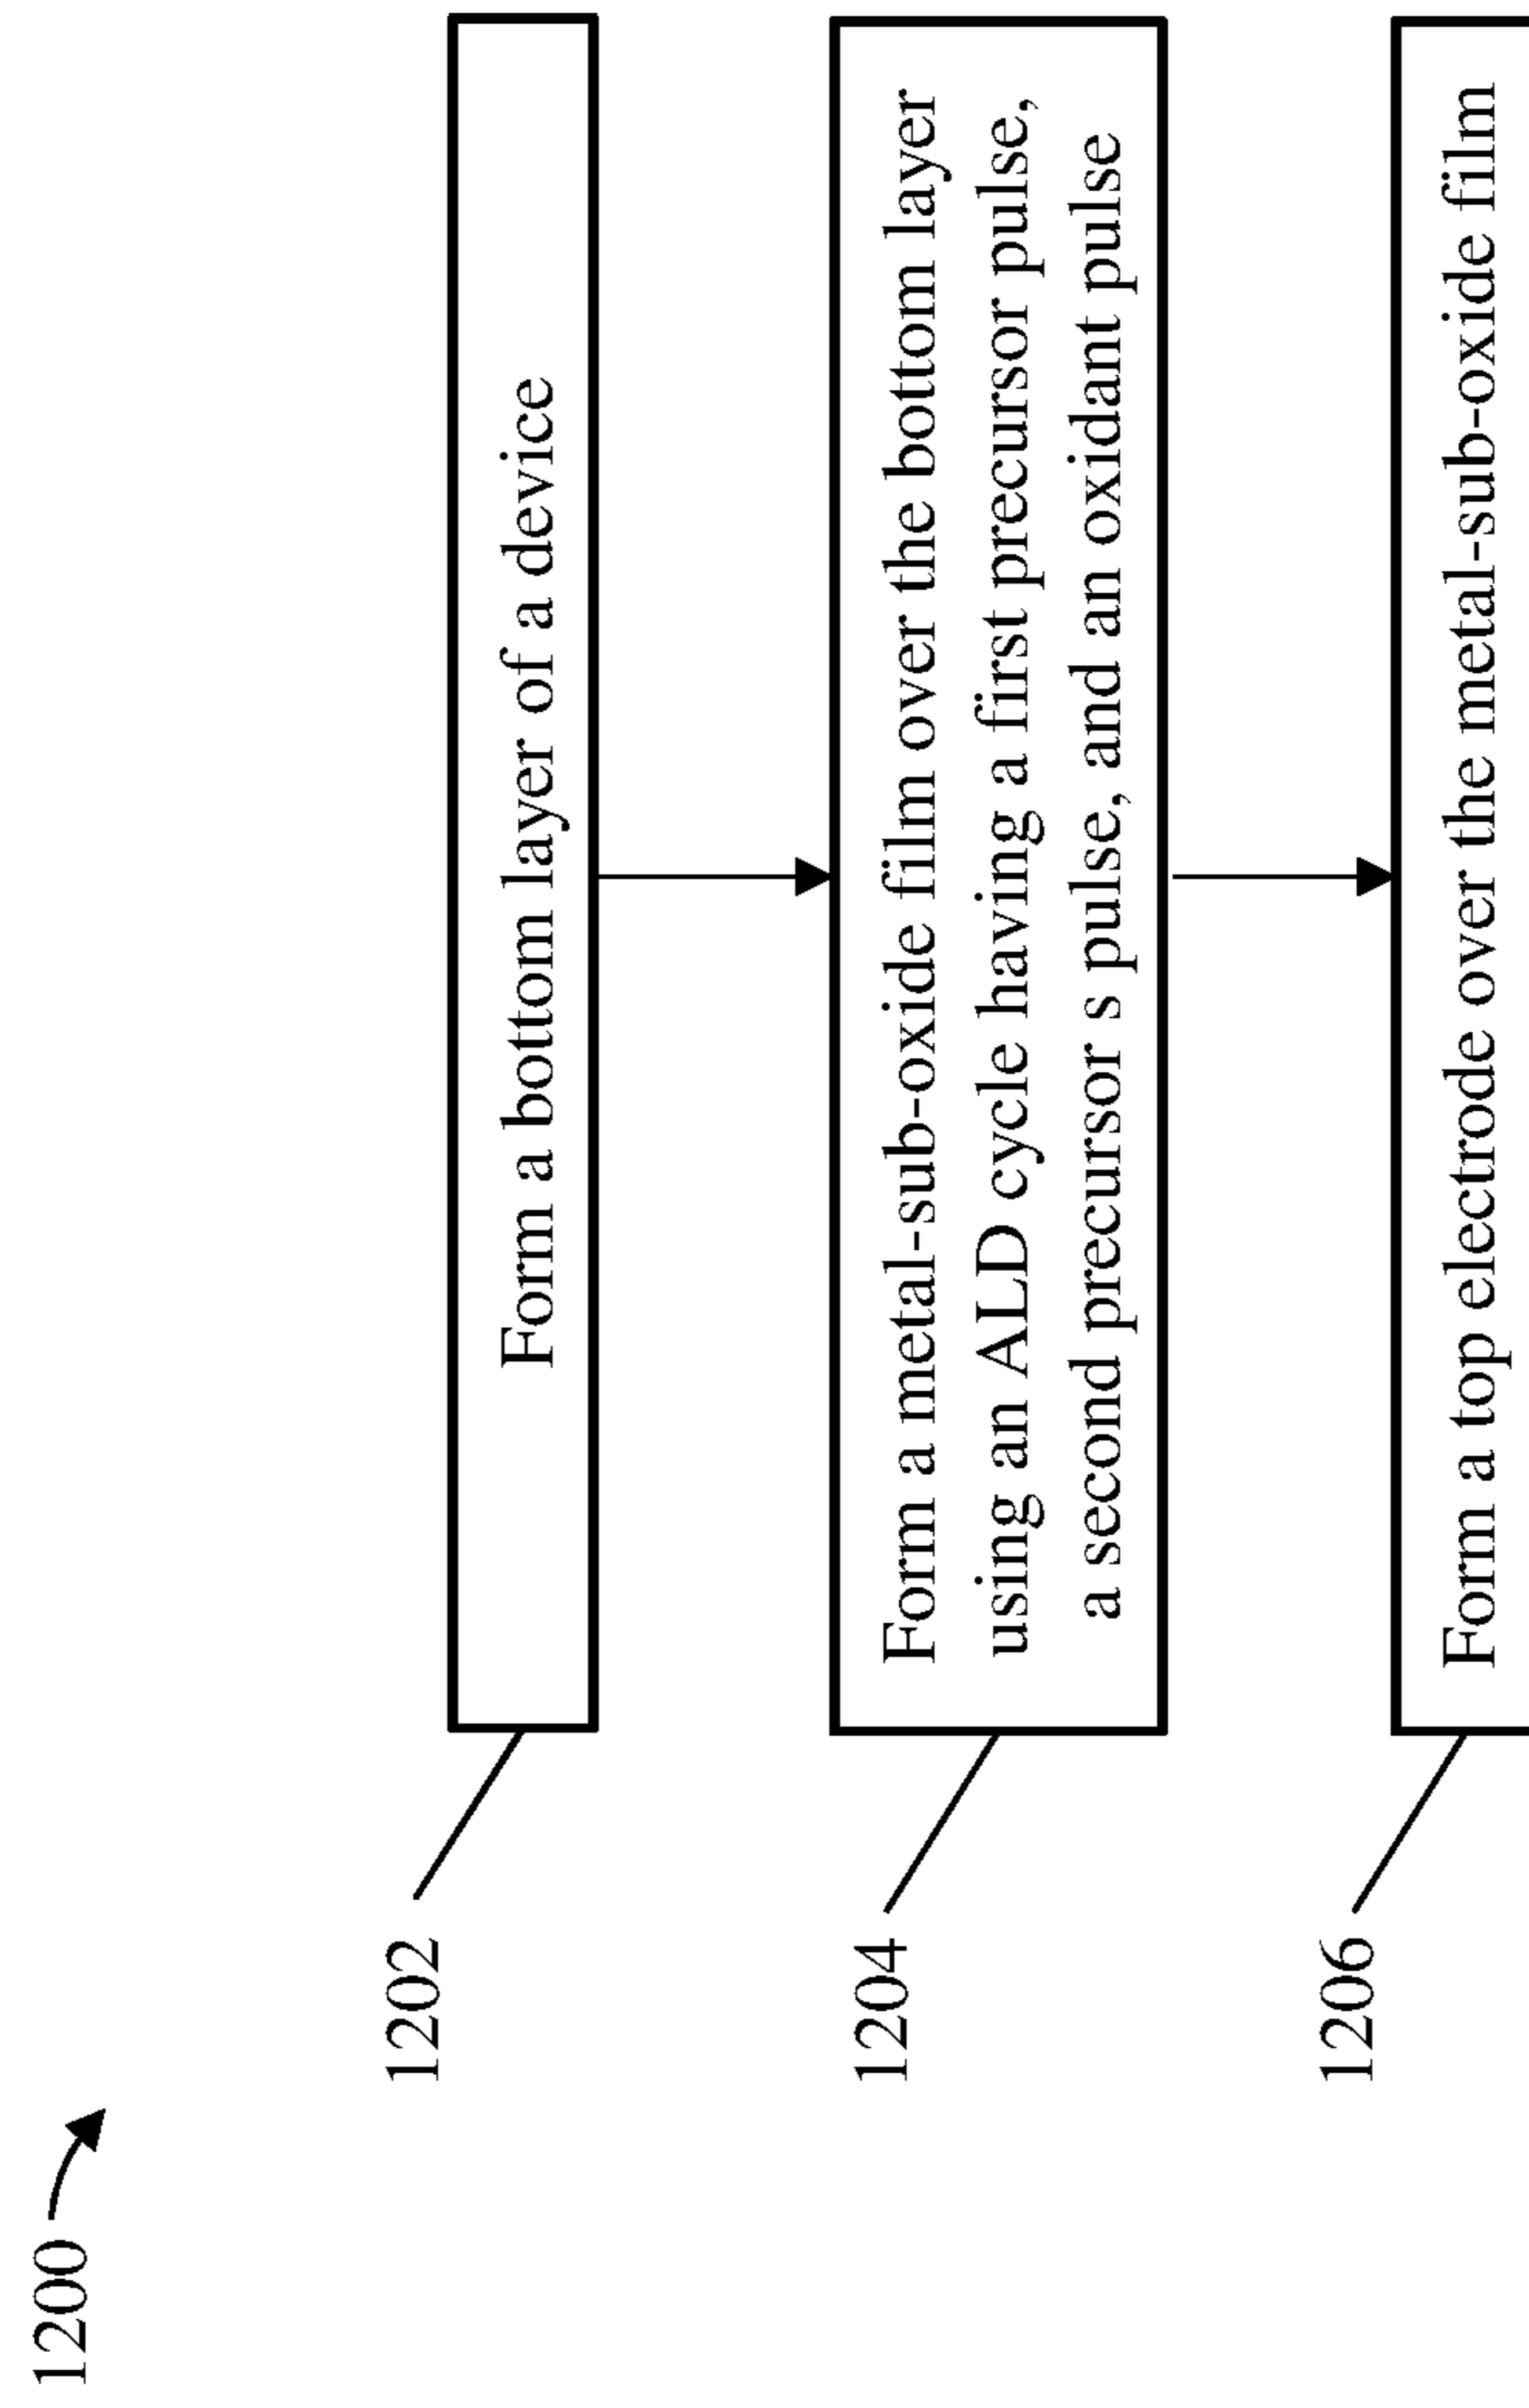 1200
1202
Form a bottom layer of a device
1204
Form a metal-sub-oxide film over the bottom layer
using an ALD cycle having a first precursor pulse,
a second precursor s pulse, and an oxidant pulse
1206
Form a top electrode over the metal-sub-oxide film